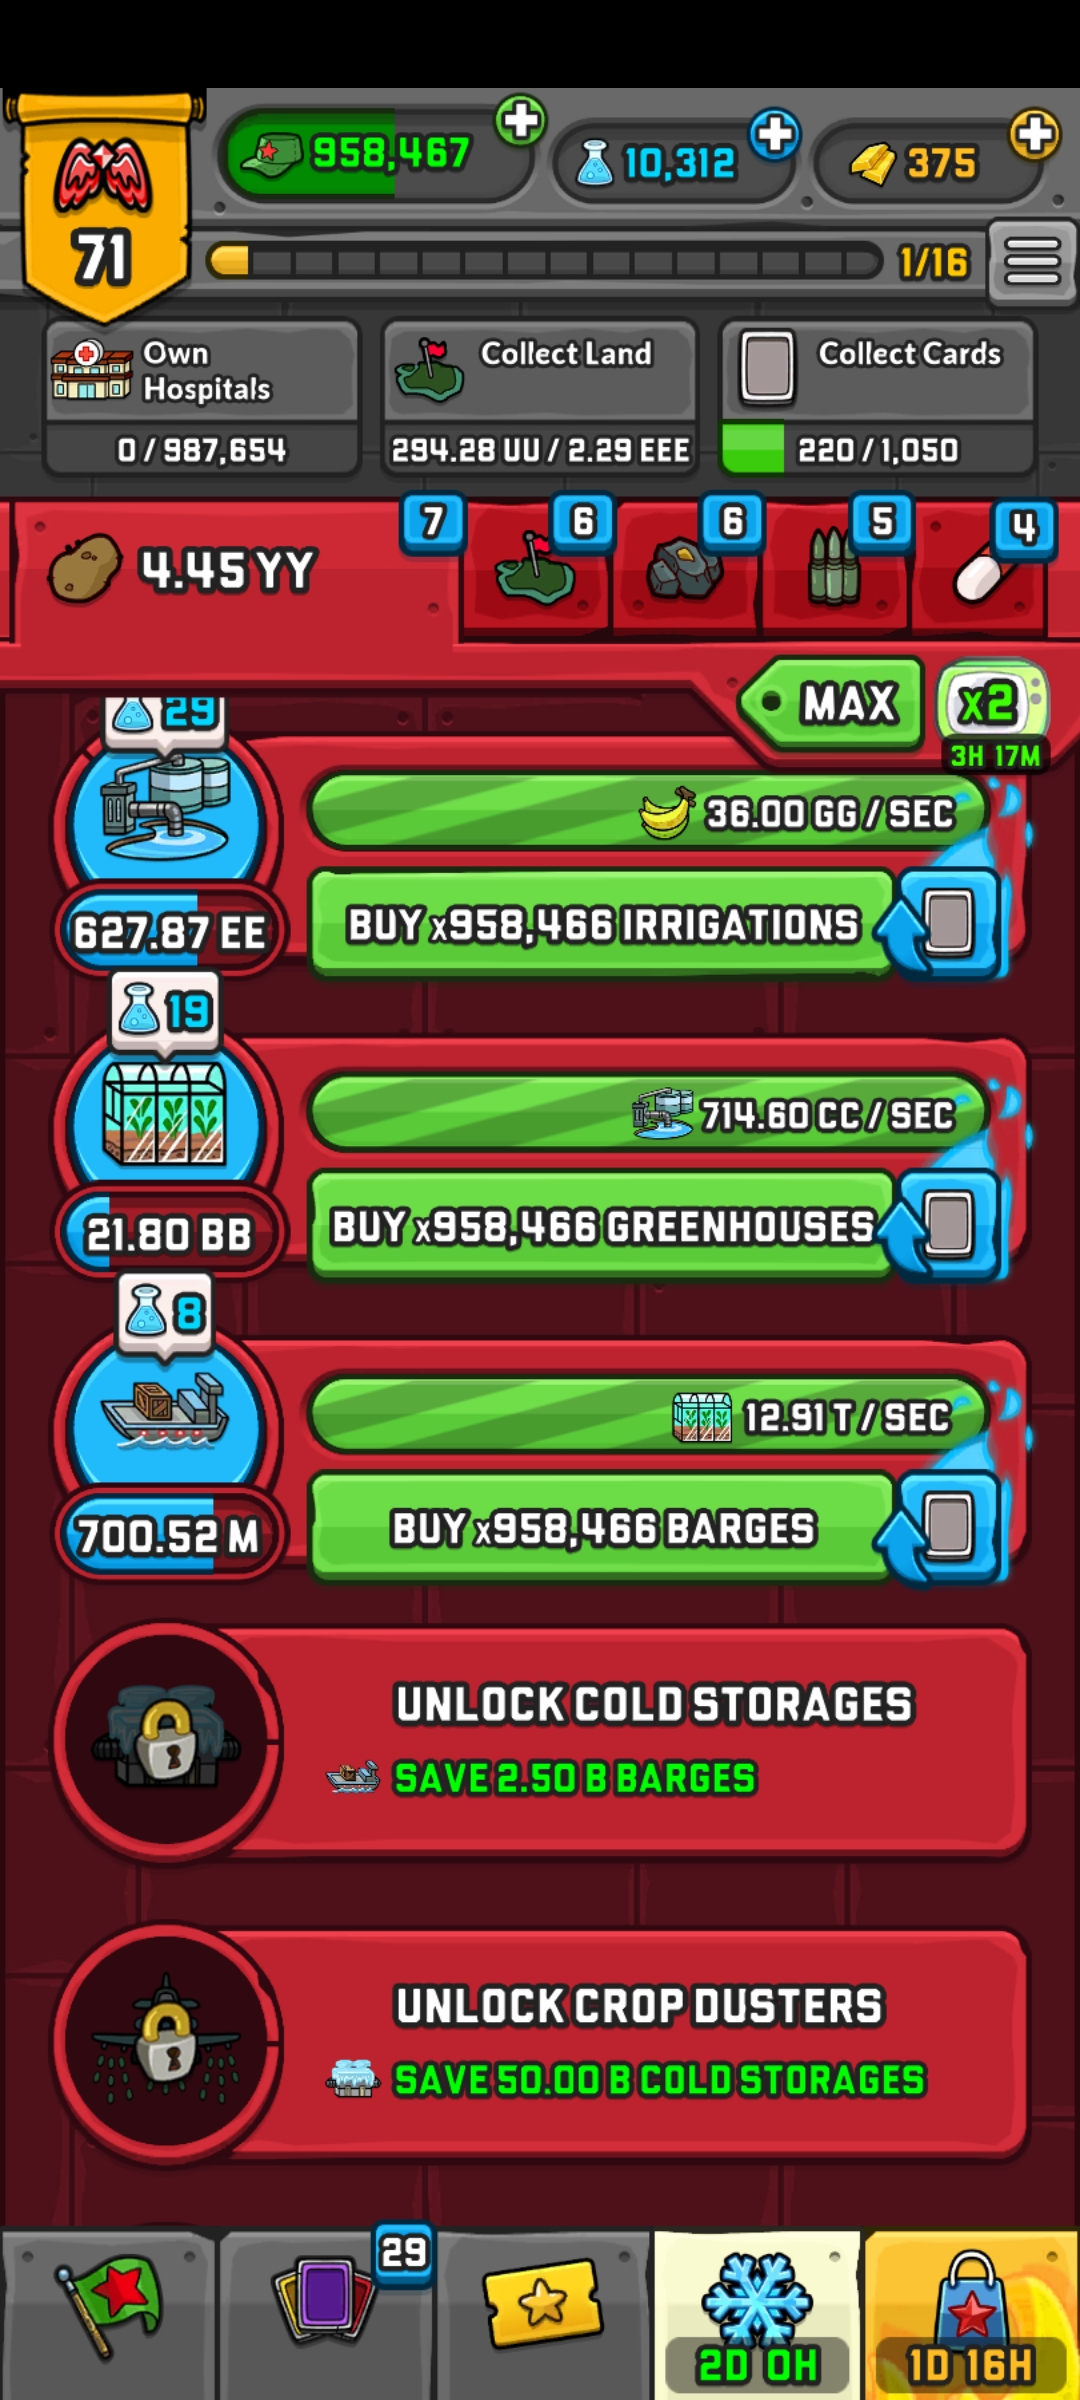 958,467
10,312
375
71
1/16
Own
Hospitals
0 / 987,654
Collect Land
294.28 UU / 2.29 EEE
Collect Cards
220 / 1,050
4.45 YY
7
6
6
5
4
MAX
x2
3H 17M
29
36.00 GG / SEC
627.87 EE
BUY x958,466 IRRIGATIONS
19
714.60 CC / SEC
21.80 BB
BUY x958,466 GREENHOUSES
8
12.91 T / SEC
700.52 M
BUY x958,466 BARGES
UNLOCK COLD STORAGES
SAVE 2.50 B BARGES
UNLOCK CROP DUSTERS
SAVE 50.00 B COLD STORAGES
29
2D 0H
1D 16H